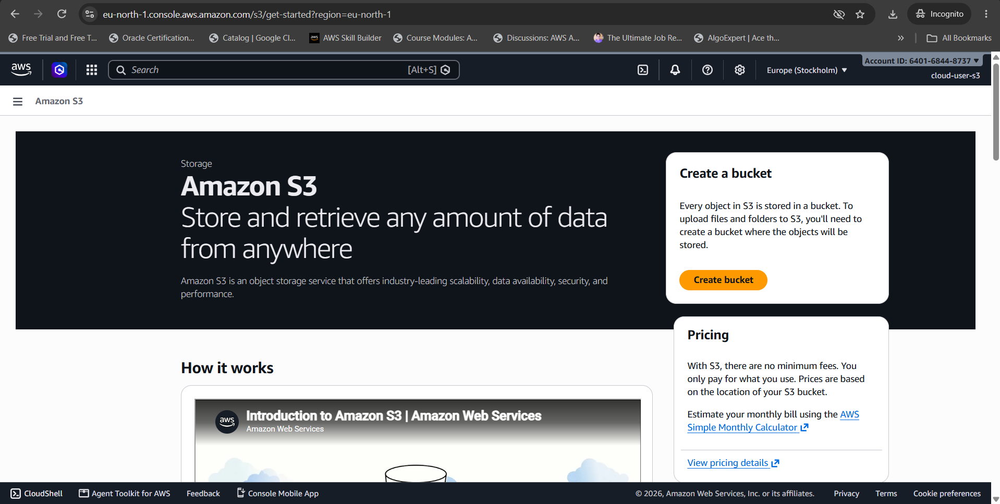 eu-north-1.console.aws.amazon.com/s3/get-started?region=eu-north-1
Incognito
Free Trial and Free T...
Oracle Certification...
Catalog | Google Cl...
aws
AWS Skill Builder
Course Modules: A...
Discussions: AWS A...
The Ultimate Job Re...
AlgoExpert | Ace th...
All Bookmarks
aws
Search
[Alt+S]
Europe (Stockholm)
Account ID: 6401-6844-8737
cloud-user-s3
Amazon S3
Storage
Amazon S3
Store and retrieve any amount of data
from anywhere
Amazon S3 is an object storage service that offers industry-leading scalability, data availability, security, and
performance.
Create a bucket
Every object in S3 is stored in a bucket. To
upload files and folders to S3, you'll need to
create a bucket where the objects will be
stored.
Create bucket
Pricing
With S3, there are no minimum fees. You
only pay for what you use. Prices are based
on the location of your S3 bucket.
Estimate your monthly bill using the AWS
Simple Monthly Calculator
View pricing details
How it works
aws
Introduction to Amazon S3 | Amazon Web Services
Amazon Web Services
CloudShell
Agent Toolkit for AWS
Feedback
Console Mobile App
© 2026, Amazon Web Services, Inc. or its affiliates.
Privacy
Terms
Cookie preferences